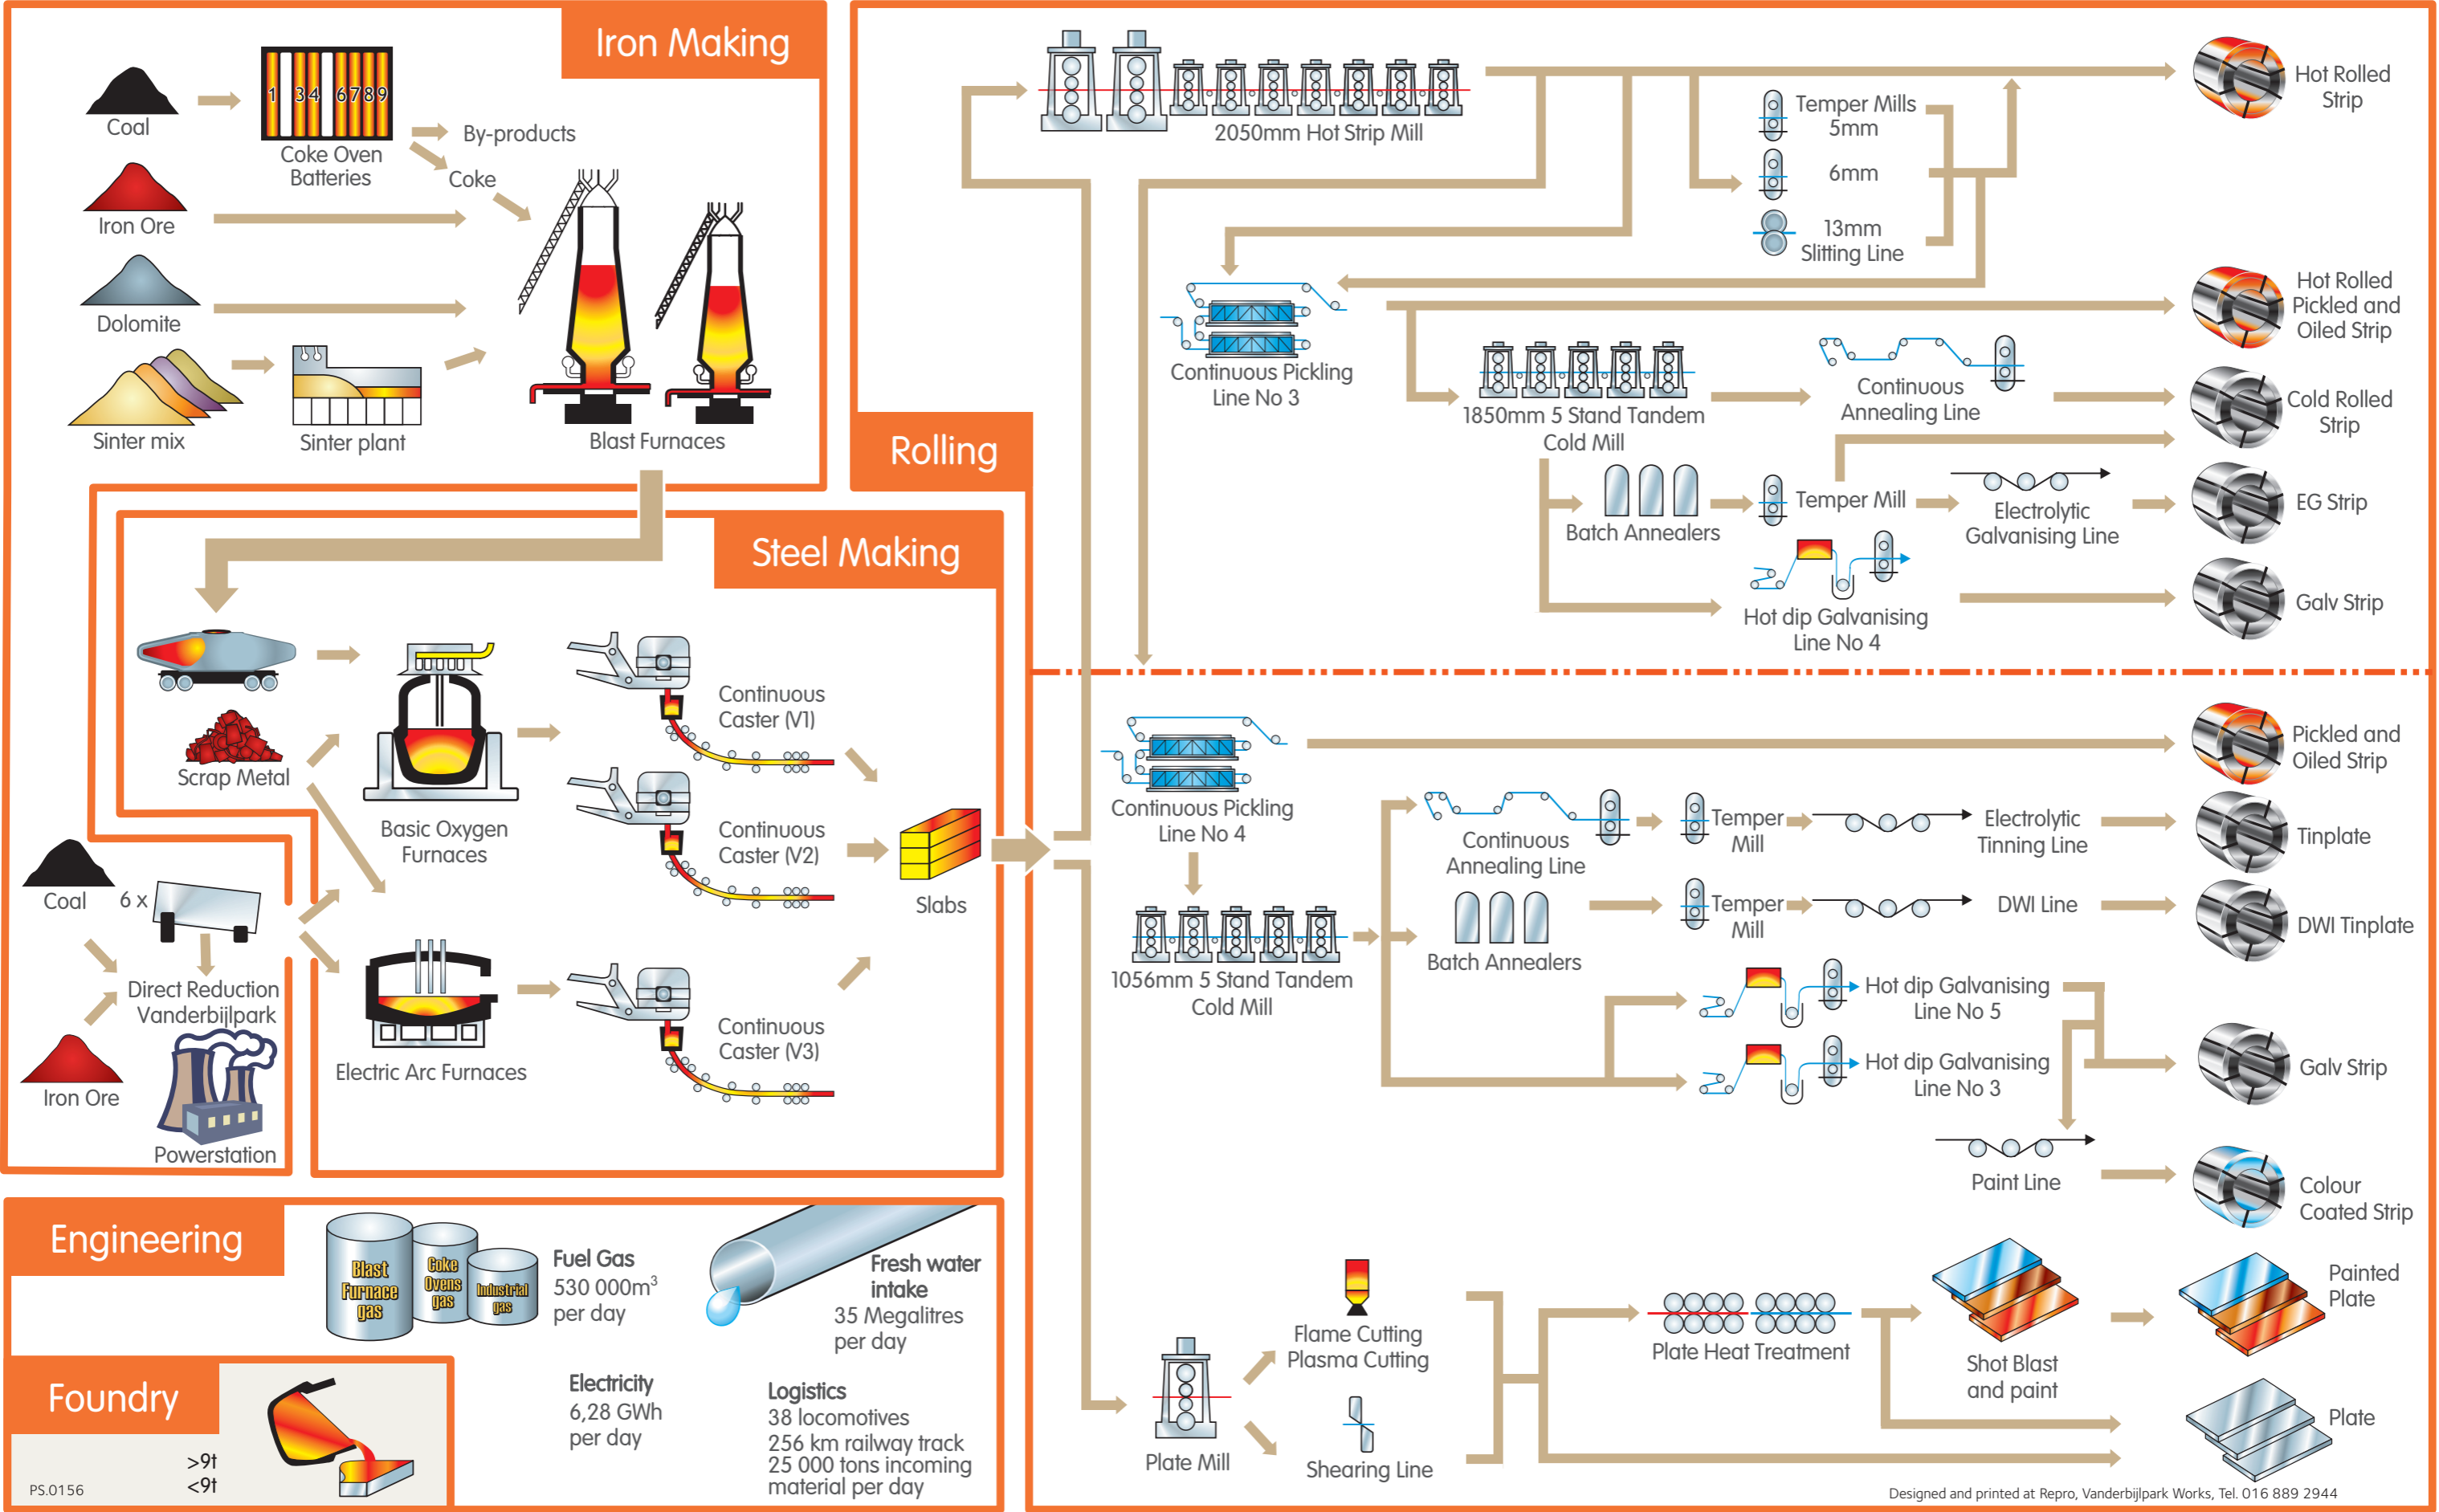 Iron Making
Coal
1 3 4 6 7 8 9
Coke Oven
Batteries
By-products
Coke
Iron Ore
Dolomite
Sinter mix
Sinter plant
Blast Furnaces
Steel Making
Scrap Metal
Basic Oxygen
Furnaces
Continuous
Caster (V1)
Continuous
Caster (V2)
Slabs
Coal
6 x
Direct Reduction
Vanderbijlpark
Iron Ore
Powerstation
Electric Arc Furnaces
Continuous
Caster (V3)
Engineering
Blast
Furnace
gas
Coke
Ovens
gas
Industrial
gas
Fuel Gas
530 000m³
per day
Fresh water
intake
35 Megalitres
per day
Electricity
6,28 GWh
per day
Logistics
38 locomotives
256 km railway track
25 000 tons incoming
material per day
Foundry
>9t
<9t
PS.0156
Rolling
2050mm Hot Strip Mill
Temper Mills
5mm
6mm
13mm
Slitting Line
Hot Rolled
Strip
Continuous Pickling
Line No 3
Hot Rolled
Pickled and
Oiled Strip
1850mm 5 Stand Tandem
Cold Mill
Continuous
Annealing Line
Cold Rolled
Strip
Batch Annealers
Temper Mill
Electrolytic
Galvanising Line
EG Strip
Hot dip Galvanising
Line No 4
Galv Strip
Continuous Pickling
Line No 4
Pickled and
Oiled Strip
Continuous
Annealing Line
Temper
Mill
Electrolytic
Tinning Line
Tinplate
1056mm 5 Stand Tandem
Cold Mill
Batch Annealers
Temper
Mill
DWI Line
DWI Tinplate
Hot dip Galvanising
Line No 5
Hot dip Galvanising
Line No 3
Galv Strip
Paint Line
Colour
Coated Strip
Plate Mill
Flame Cutting
Plasma Cutting
Shearing Line
Plate Heat Treatment
Shot Blast
and paint
Painted
Plate
Plate
Designed and printed at Repro, Vanderbijlpark Works, Tel. 016 889 2944